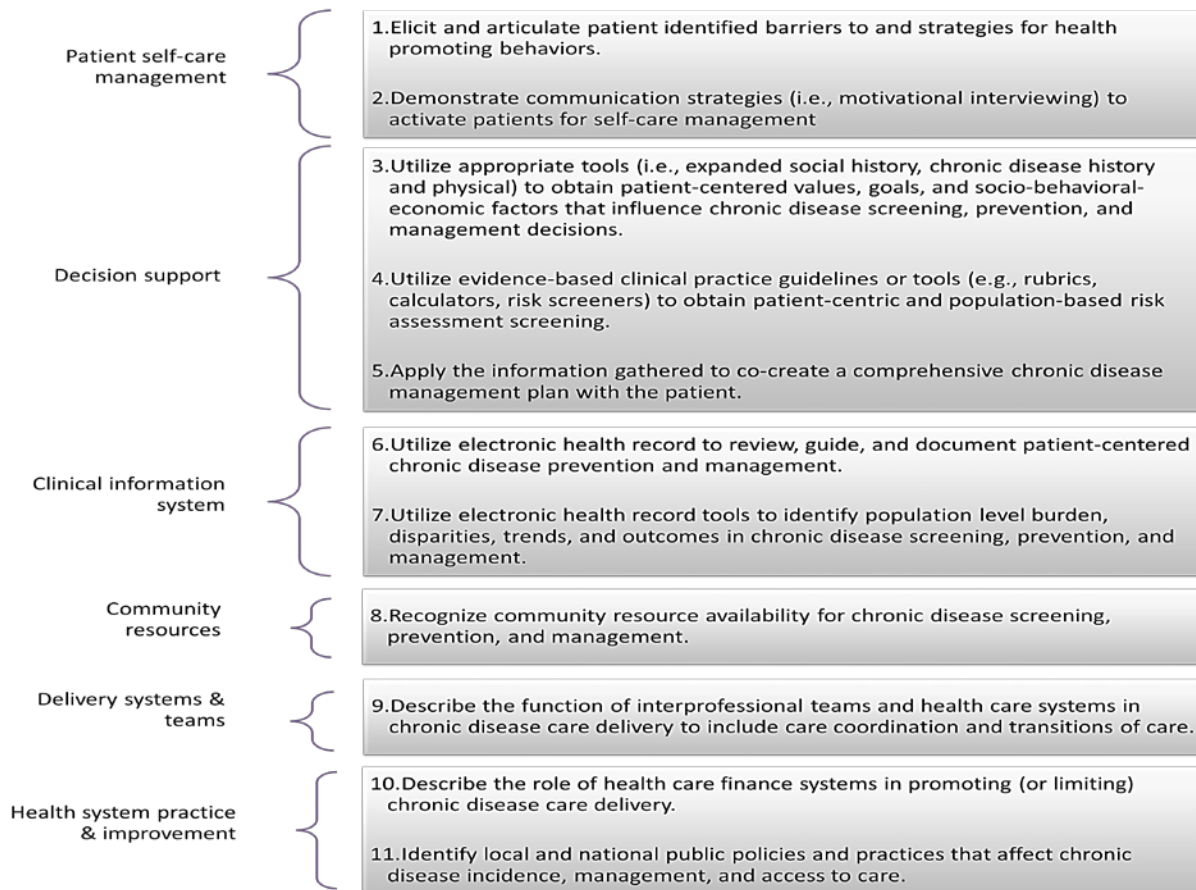 Patient self-care
management
1.Elicit and articulate patient identified barriers to and strategies for health
promoting behaviors.
2.Demonstrate communication strategies (i.e., motivational interviewing) to
activate patients for self-care management
Decision support
3.Utilize appropriate tools (i.e., expanded social history, chronic disease history
and physical) to obtain patient-centered values, goals, and socio-behavioral-
economic factors that influence chronic disease screening, prevention, and
management decisions.
4.Utilize evidence-based clinical practice guidelines or tools (e.g., rubrics,
calculators, risk screeners) to obtain patient-centric and population-based risk
assessment screening.
5.Apply the information gathered to co-create a comprehensive chronic disease
management plan with the patient.
Clinical information
system
6.Utilize electronic health record to review, guide, and document patient-centered
chronic disease prevention and management.
7.Utilize electronic health record tools to identify population level burden,
disparities, trends, and outcomes in chronic disease screening, prevention, and
management.
Community
resources
8.Recognize community resource availability for chronic disease screening,
prevention, and management.
Delivery systems &
teams
9.Describe the function of interprofessional teams and health care systems in
chronic disease care delivery to include care coordination and transitions of care.
Health system practice
& improvement
10.Describe the role of health care finance systems in promoting (or limiting)
chronic disease care delivery.
11.Identify local and national public policies and practices that affect chronic
disease incidence, management, and access to care.